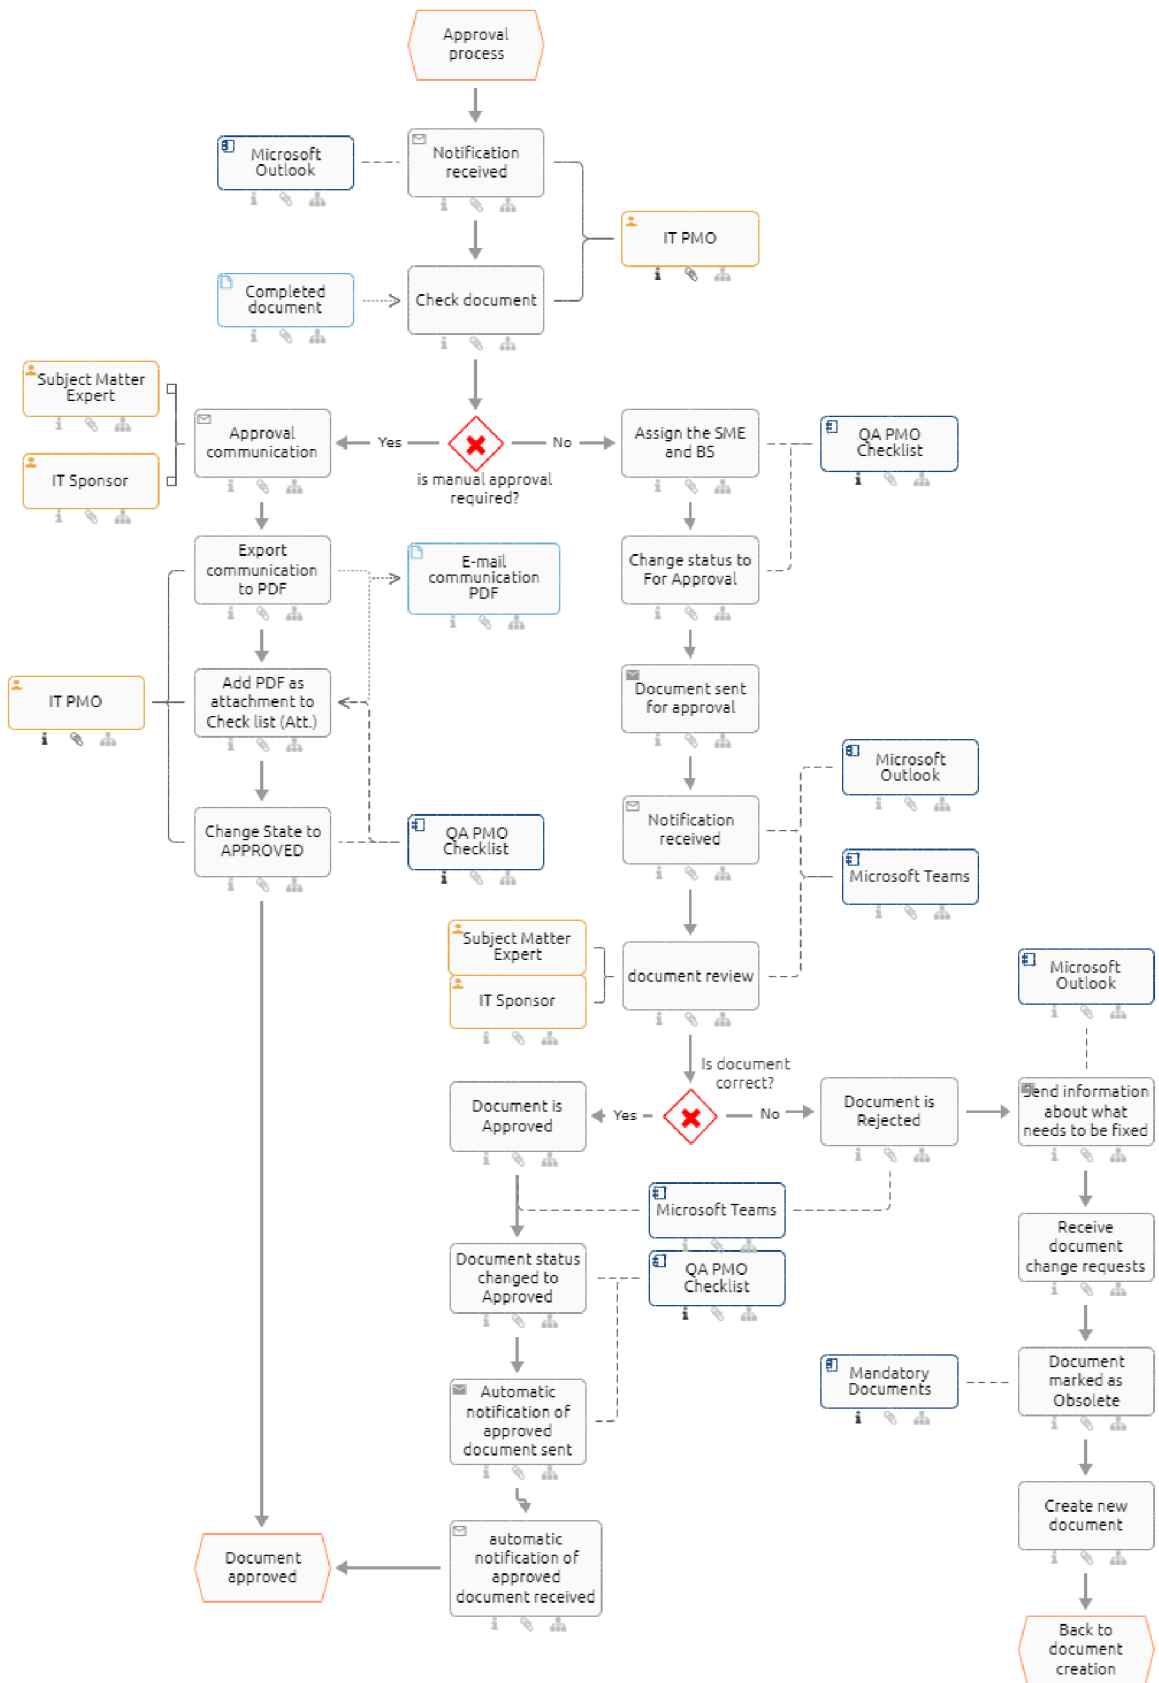 Approval
process
Microsoft
Outlook
Notification
received
IT PMO
Completed
document
Check document
Subject Matter
Expert
IT Sponsor
Approval
communication
Yes
No
is manual approval
required?
Assign the SME
and BS
QA PMO
Checklist
Export
communication
to PDF
E-mail
communication
PDF
Change status to
For Approval
IT PMO
Add PDF as
attachment to
Check list (Att.)
Document sent
for approval
Microsoft
Outlook
Change State to
APPROVED
QA PMO
Checklist
Notification
received
Microsoft Teams
Subject Matter
Expert
IT Sponsor
document review
Microsoft
Outlook
Is document
correct?
Document is
Approved
Yes
No
Document is
Rejected
Send information
about what
needs to be fixed
Microsoft Teams
Document status
changed to
Approved
QA PMO
Checklist
Receive
document
change requests
Automatic
notification of
approved
document sent
Mandatory
Documents
Document
marked as
Obsolete
Create new
document
Document
approved
automatic
notification of
approved
document received
Back to
document
creation